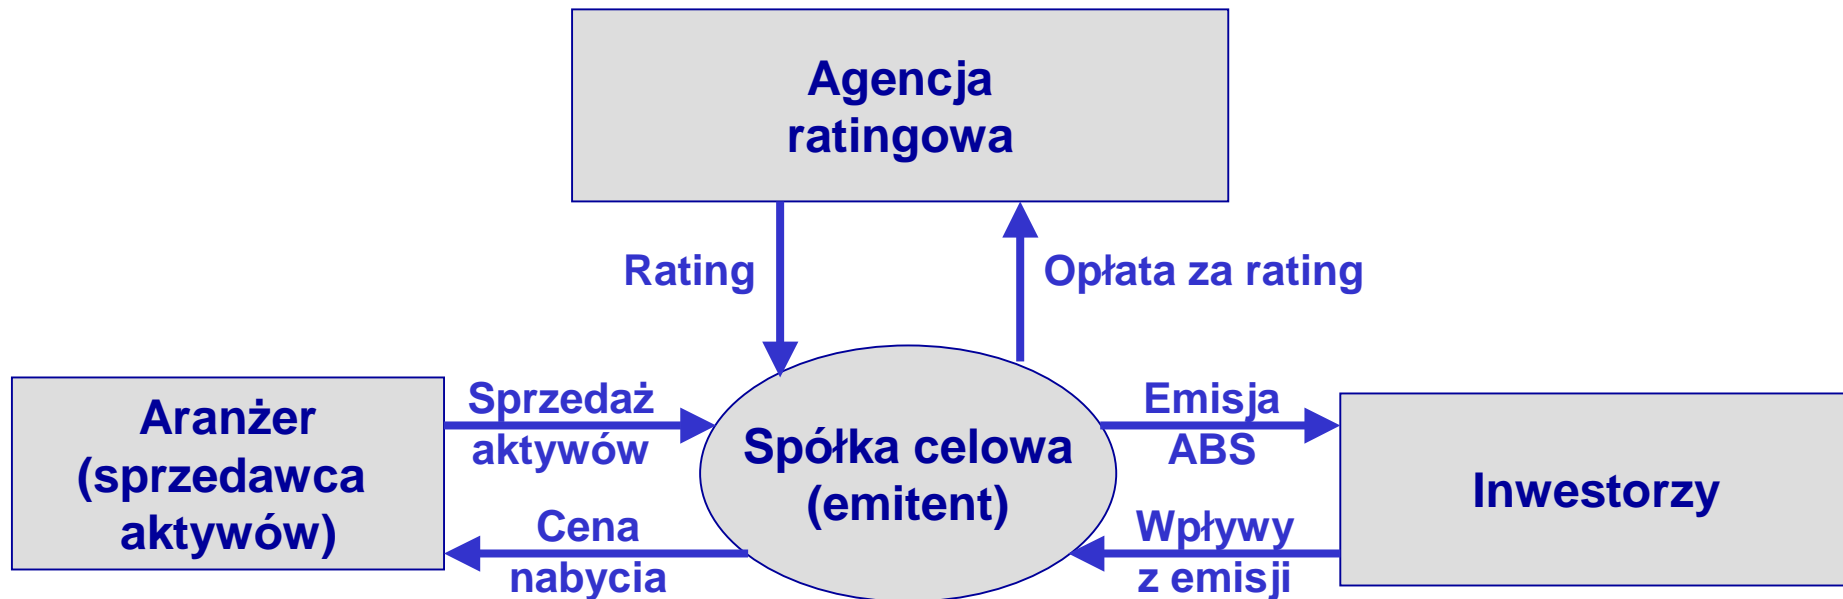 Agencja
ratingowa
Rating
Opłata za rating
Aranżer
(sprzedawca
aktywów)
Sprzedaż
aktywów
Cena
nabycia
Spółka celowa
(emitent)
Emisja
ABS
Wpływy
z emisji
Inwestorzy